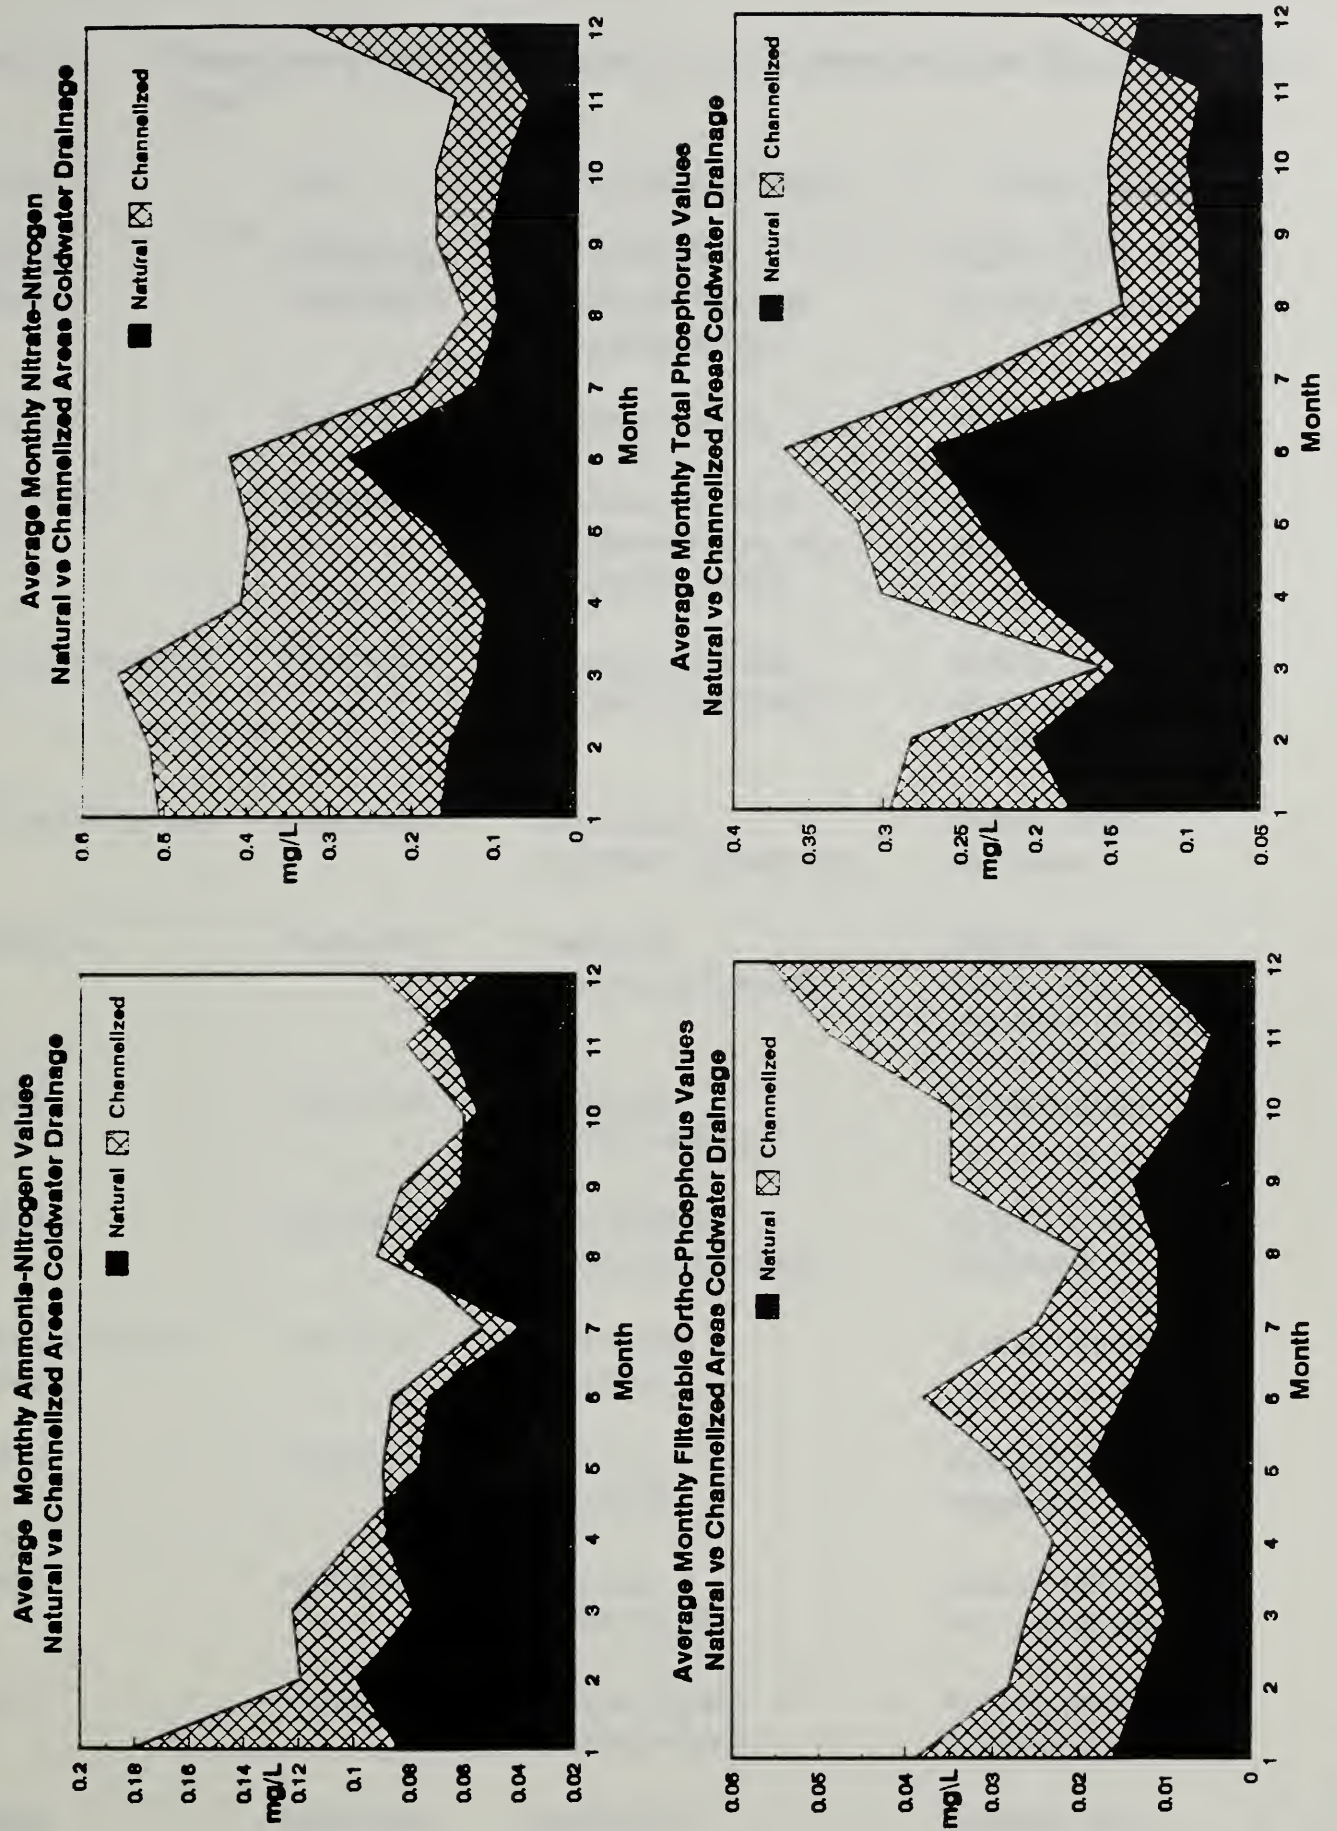 Average Monthly Ammonia-Nitrogen Values
Natural vs Channelized Areas Coldwater Drainage
Natural Channelized
0.2
0.18
0.16
0.14
mg/L
0.12
0.1
0.08
0.06
0.04
0.02
1 2 3 4 5 6 7 8 9 10 11 12
Month
Average Monthly Nitrate-Nitrogen
Natural vs Channelized Areas Coldwater Drainage
Natural Channelized
0.6
0.5
0.4
mg/L
0.3
0.2
0.1
0
1 2 3 4 5 6 7 8 9 10 11 12
Month
Average Monthly Filterable Ortho-Phosphorus Values
Natural vs Channelized Areas Coldwater Drainage
Natural Channelized
0.06
0.05
0.04
mg\L
0.03
0.02
0.01
0
1 2 3 4 5 6 7 8 9 10 11 12
Month
Average Monthly Total Phosphorus Values
Natural vs Channelized Areas Coldwater Drainage
Natural Channelized
0.4
0.35
0.3
0.25
mg/L
0.2
0.15
0.1
0.05
1 2 3 4 5 6 7 8 9 10 11 12
Month